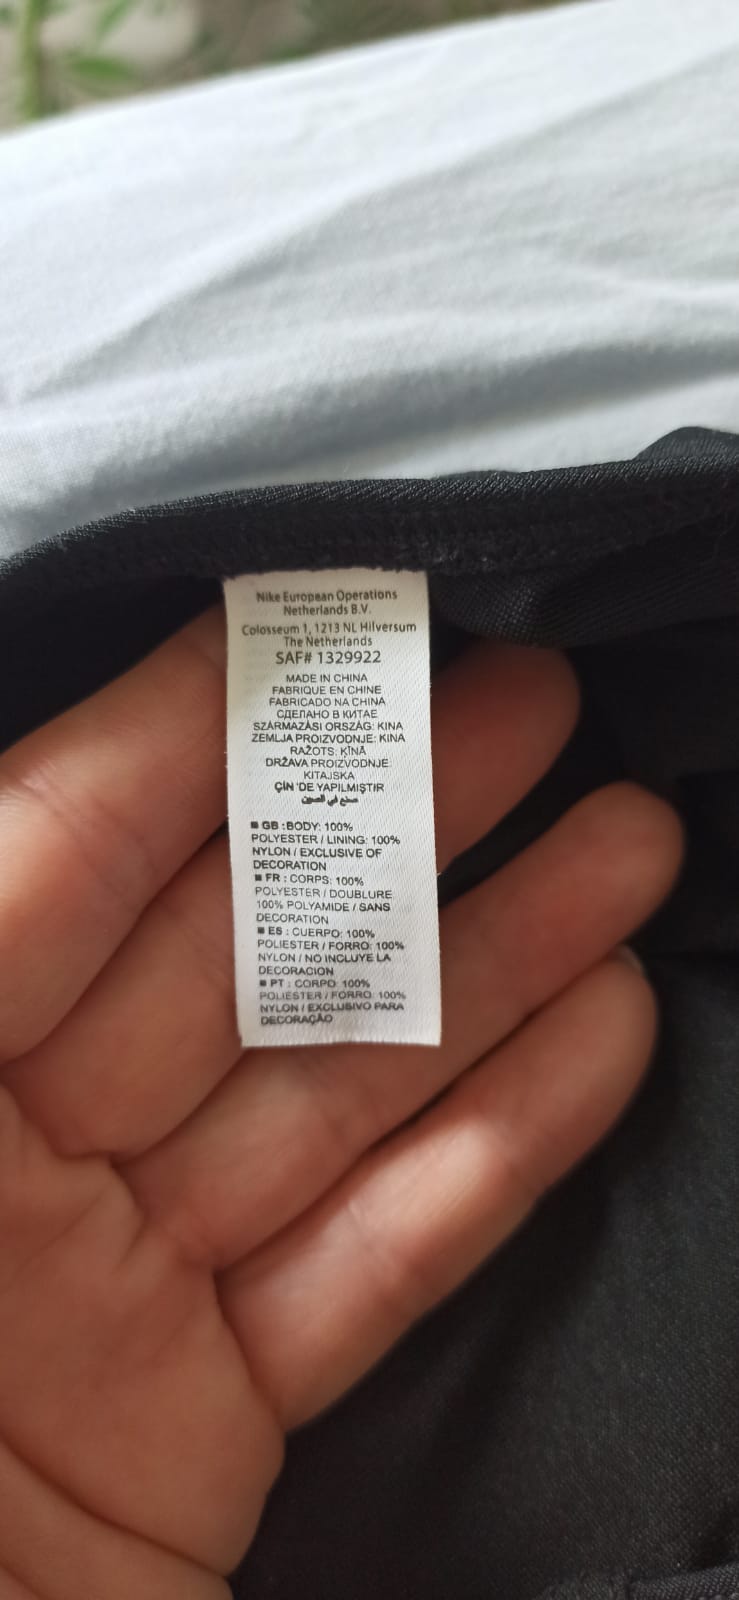 Nike European Operations
Netherlands B.V.
Colosseum 1, 1213 NL Hilversum
The Netherlands
SAF# 1329922
MADE IN CHINA
FABRIQUE EN CHINE
FABRICADO NA CHINA
СДЕЛАНО В КИТАЕ
SZÁRMAZÁSI ORSZÁG: KINA
ZEMLJA PROIZVODNJE: KINA
RAŽOTS: ĶĪNĀ
DRŽAVA PROIZVODNJE:
KITAJSKA
ÇİN 'DE YAPILMIŞTIR
صنع في الصين
■ GB : BODY: 100%
POLYESTER / LINING: 100%
NYLON / EXCLUSIVE OF
DECORATION
■ FR : CORPS: 100%
POLYESTER / DOUBLURE:
100% POLYAMIDE / SANS
DECORATION
■ ES : CUERPO: 100%
POLIESTER / FORRO: 100%
NYLON / NO INCLUYE LA
DECORACION
■ PT : CORPO: 100%
POLIÉSTER / FORRO: 100%
NYLON / EXCLUSIVO PARA
DECORAÇÃO